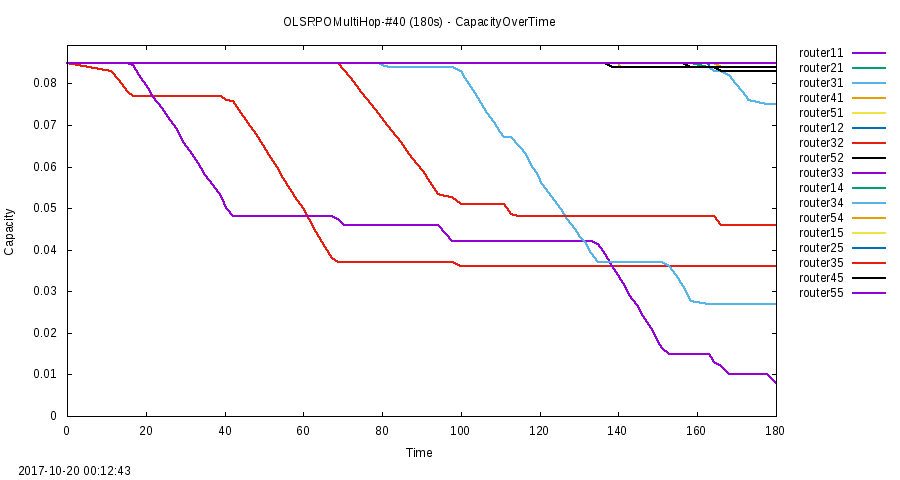 OLSRPOMultiHop-#40 (180s) - CapacityOverTime
Capacity
0.08
0.07
0.06
0.05
0.04
0.03
0.02
0.01
0
0 20 40 60 80 100 120 140 160 180
Time
router11
router21
router31
router41
router51
router12
router32
router52
router33
router14
router34
router54
router15
router25
router35
router45
router55
2017-10-20 00:12:43